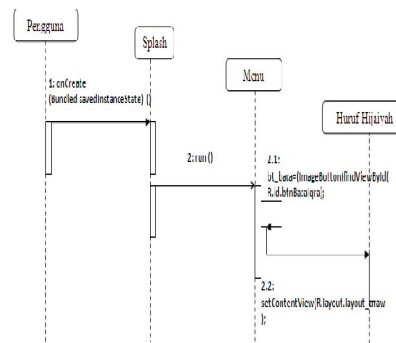 Pengguna
Splash
Menu
Huruf Hijaiyah
1: onCreate
(Bundled savedInstanceState) ()
2: run()
2.1:
bt_baca=(ImageButton)findViewById(
R.id.btnBacaIqra);
2.2:
setContentView(R.layout.layout_
);